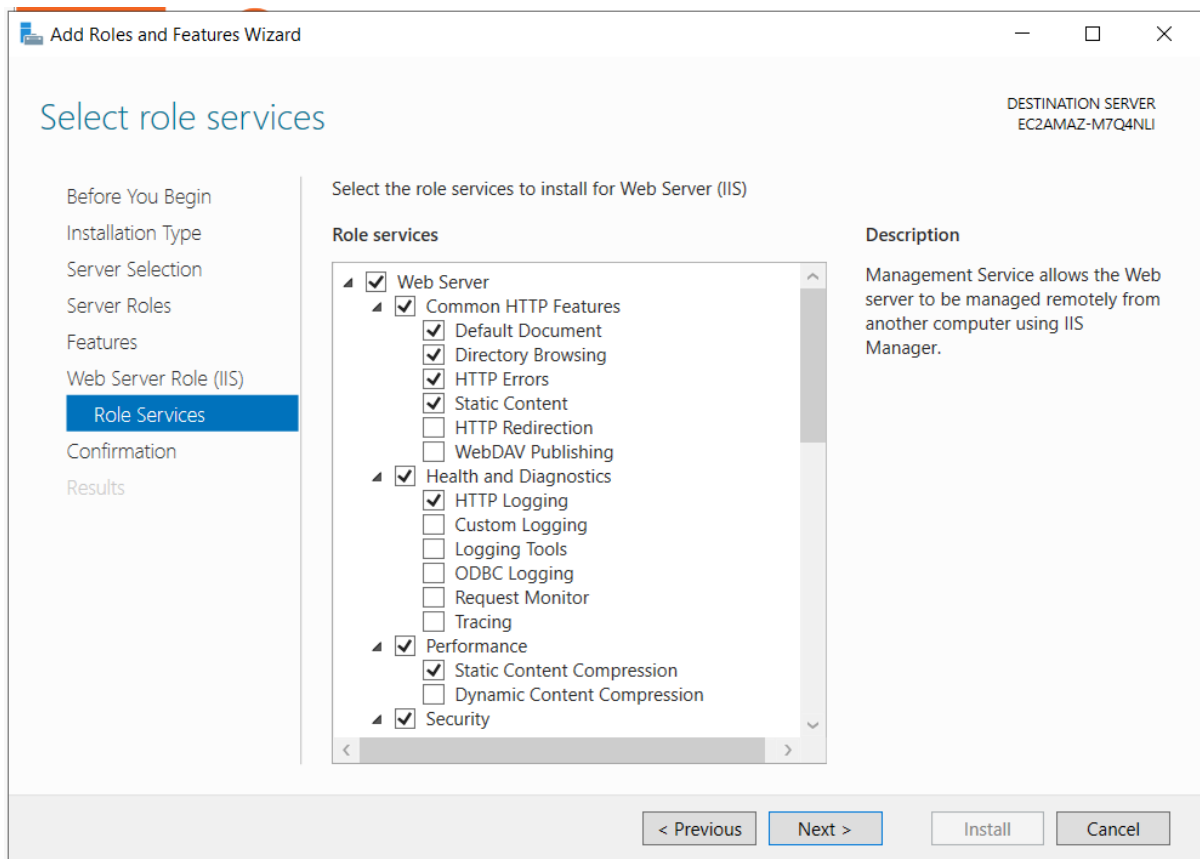 Add Roles and Features Wizard
Select role services
DESTINATION SERVER
EC2AMAZ-M7Q4NLI
Before You Begin
Installation Type
Server Selection
Server Roles
Features
Web Server Role (IIS)
Role Services
Confirmation
Results
Select the role services to install for Web Server (IIS)
Role services
Web Server
Common HTTP Features
Default Document
Directory Browsing
HTTP Errors
Static Content
HTTP Redirection
WebDAV Publishing
Health and Diagnostics
HTTP Logging
Custom Logging
Logging Tools
ODBC Logging
Request Monitor
Tracing
Performance
Static Content Compression
Dynamic Content Compression
Security
Description
Management Service allows the Web
server to be managed remotely from
another computer using IIS
Manager.
< Previous
Next >
Install
Cancel